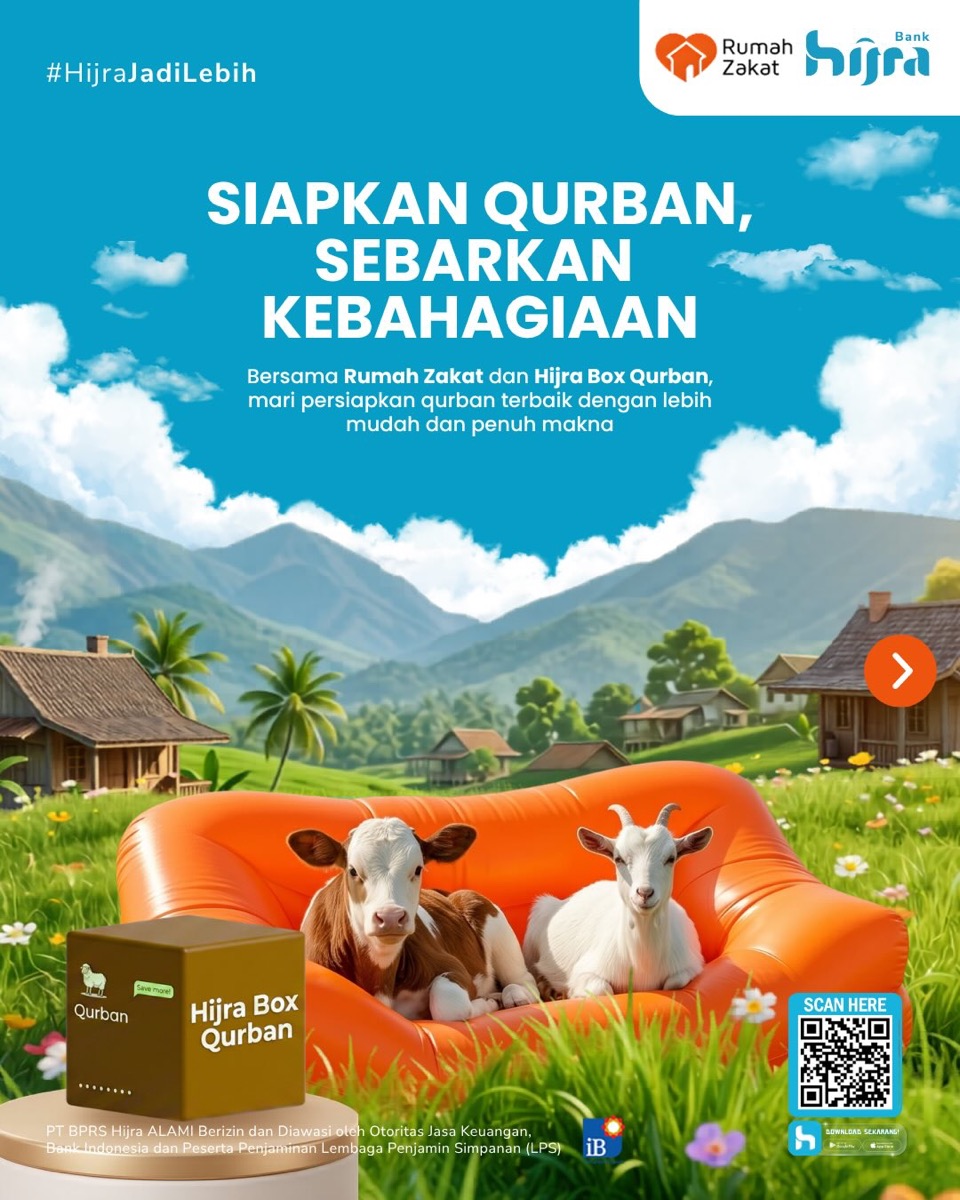 #HijraJadiLebih
Rumah
Zakat
Bank
hijra
SIAPKAN QURBAN,
SEBARKAN
KEBAHAGIAAN
Bersama Rumah Zakat dan Hijra Box Qurban,
mari persiapkan qurban terbaik dengan lebih
mudah dan penuh makna
Save more!
Qurban
Hijra Box
Qurban
SCAN HERE
DOWNLOAD SEKARANG!
PT BPRS Hijra ALAMI Berizin dan Diawasi oleh Otoritas Jasa Keuangan,
Bank Indonesia dan Peserta Penjaminan Lembaga Penjamin Simpanan (LPS)
iB